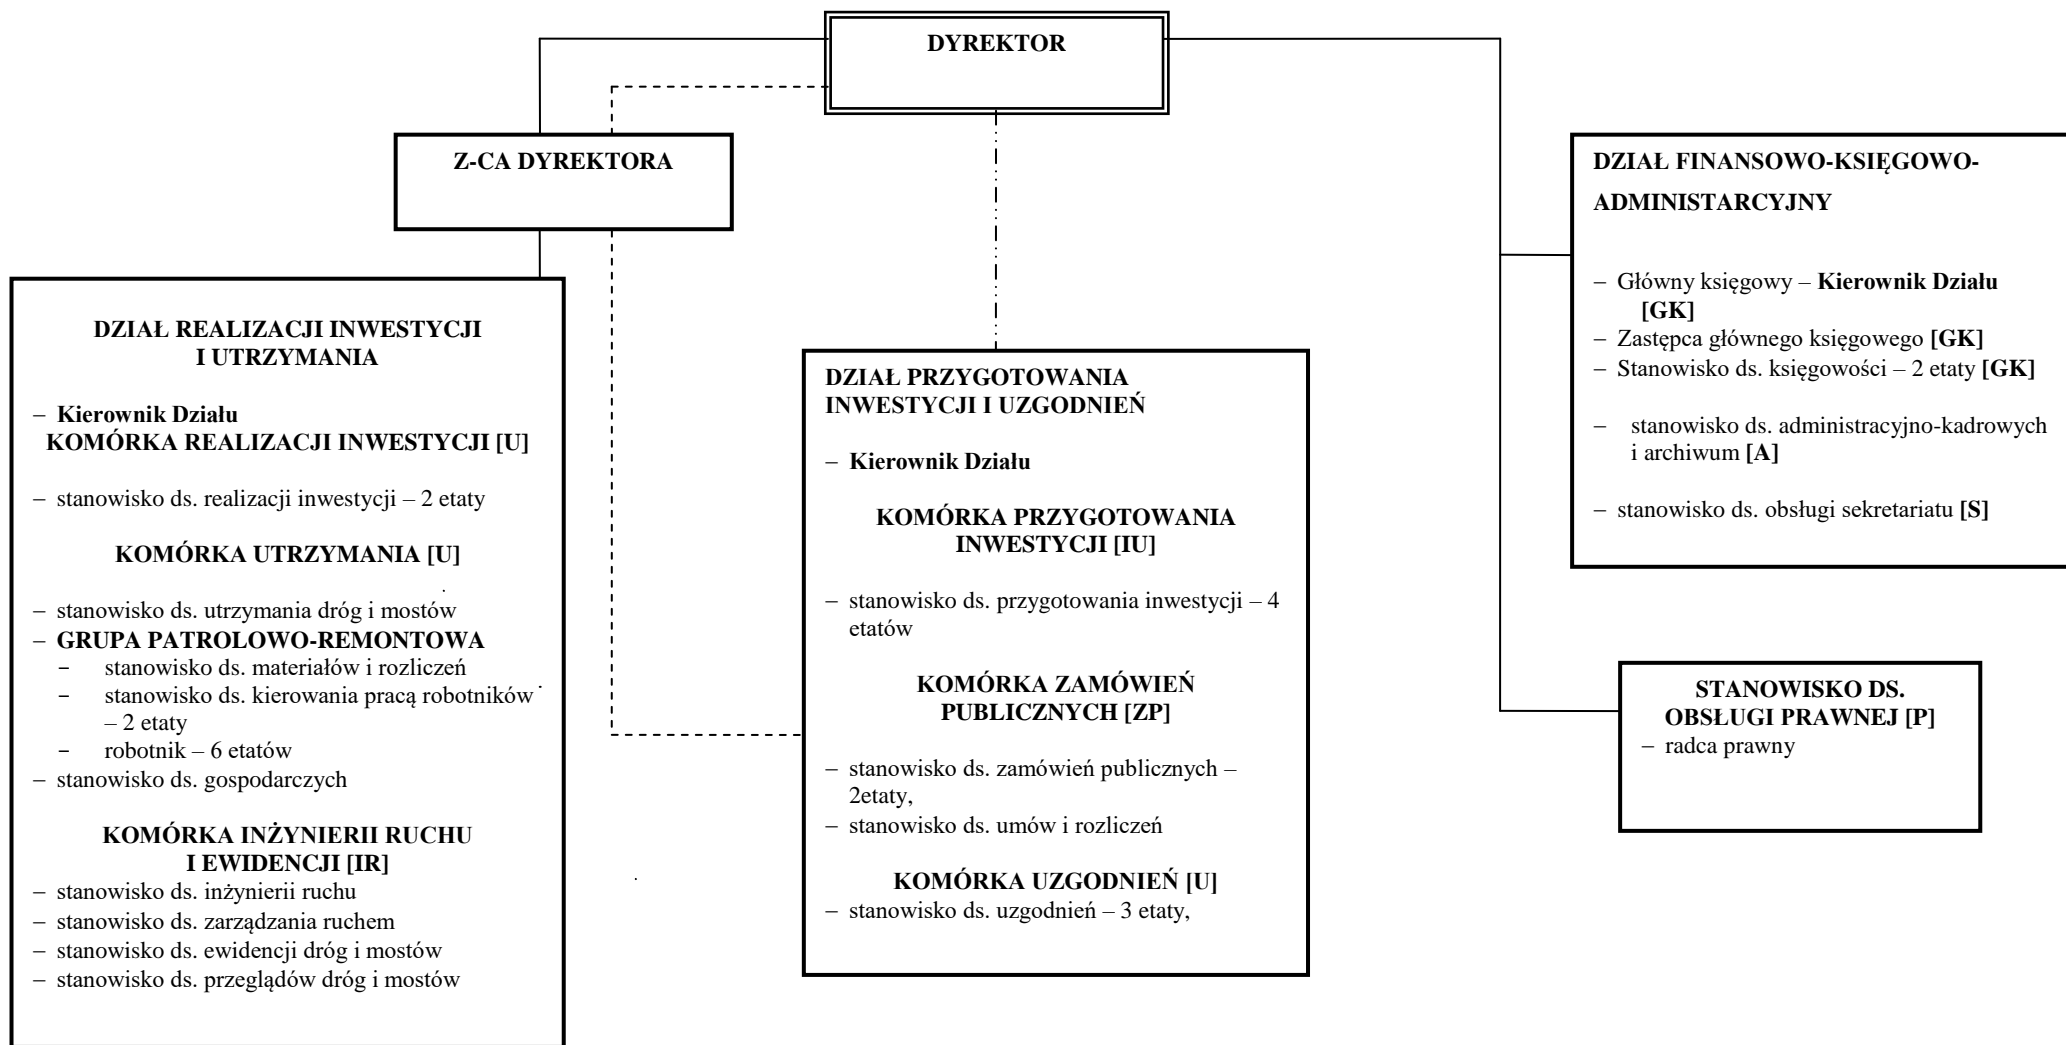 DYREKTOR
Z-CA DYREKTORA
DZIAŁ REALIZACJI INWESTYCJI
I UTRZYMANIA
– Kierownik Działu
KOMÓRKA REALIZACJI INWESTYCJI [U]
– stanowisko ds. realizacji inwestycji – 2 etaty
KOMÓRKA UTRZYMANIA [U]
– stanowisko ds. utrzymania dróg i mostów
– GRUPA PATROLOWO-REMONTOWA
- stanowisko ds. materiałów i rozliczeń
- stanowisko ds. kierowania pracą robotników
– 2 etaty
- robotnik – 6 etatów
– stanowisko ds. gospodarczych
KOMÓRKA INŻYNIERII RUCHU
I EWIDENCJI [IR]
– stanowisko ds. inżynierii ruchu
– stanowisko ds. zarządzania ruchem
– stanowisko ds. ewidencji dróg i mostów
– stanowisko ds. przeglądów dróg i mostów
DZIAŁ PRZYGOTOWANIA
INWESTYCJI I UZGODNIEŃ
– Kierownik Działu
KOMÓRKA PRZYGOTOWANIA
INWESTYCJI [IU]
– stanowisko ds. przygotowania inwestycji – 4
etatów
KOMÓRKA ZAMÓWIEŃ
PUBLICZNYCH [ZP]
– stanowisko ds. zamówień publicznych –
2etaty,
– stanowisko ds. umów i rozliczeń
KOMÓRKA UZGODNIEŃ [U]
– stanowisko ds. uzgodnień – 3 etaty,
DZIAŁ FINANSOWO-KSIĘGOWO-
ADMINISTARCYJNY
– Główny księgowy – Kierownik Działu
[GK]
– Zastępca głównego księgowego [GK]
– Stanowisko ds. księgowości – 2 etaty [GK]
– stanowisko ds. administracyjno-kadrowych
i archiwum [A]
– stanowisko ds. obsługi sekretariatu [S]
STANOWISKO DS.
OBSŁUGI PRAWNEJ [P]
– radca prawny